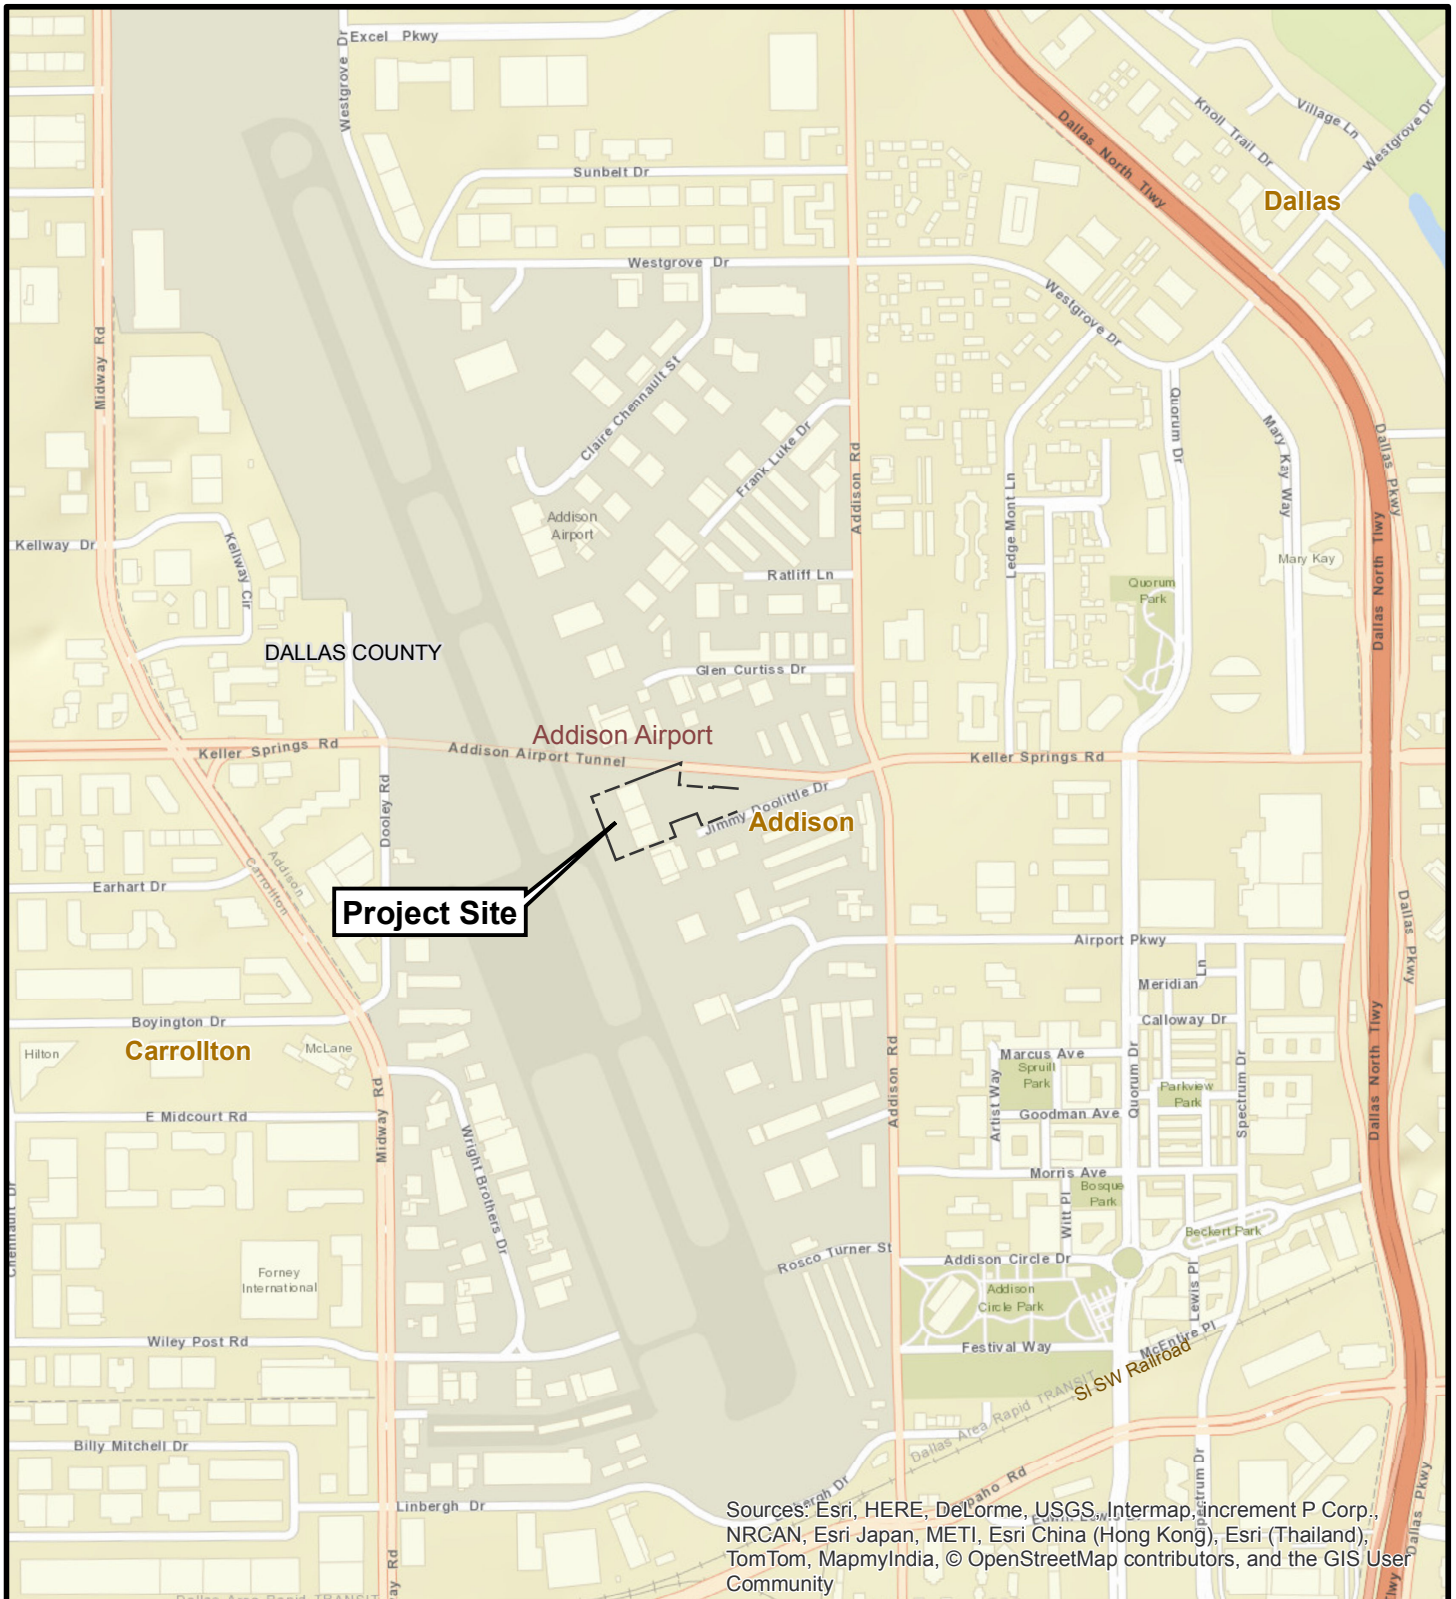 Excel Pkwy
Westgrove Dr
Knoll Trail Dr
Village Ln
Westgrove Dr
Dallas North Tlwy
Sunbelt Dr
Dallas
Westgrove Dr
Westgrove Dr
Midway Rd
Claire Chennault St
Quorum Dr
Mary Kay Way
Dallas Pkwy
Frank Luke Dr
Addison Rd
Ledge Mont Ln
Addison
Airport
Kellway Dr
Kellway Cir
Mary Kay
Dallas North Tlwy
Ratliff Ln
Quorum
Park
DALLAS COUNTY
Glen Curtiss Dr
Addison Airport
Keller Springs Rd
Addison Airport Tunnel
Keller Springs Rd
Dooley Rd
Jimmy Doolittle Dr
Addison
Addison
Carrollton
Earhart Dr
Project Site
Dallas Pkwy
Airport Pkwy
Meridian Ln
Boyington Dr
Calloway Dr
Hilton
Carrollton
McLane
Marcus Ave
Spruill
Park
Addison Rd
Artist Way
Quorum Dr
Spectrum Dr
Dallas North Tlwy
Parkview
Park
E Midcourt Rd
Midway Rd
Goodman Ave
Wright Brothers Dr
Morris Ave
Bosque
Park
Witt Pl
Chennault Dr
Beckert Park
Rosco Turner St
Addison Circle Dr
Forney
International
Addison
Circle Park
Lewis Pl
Wiley Post Rd
Festival Way
McEntire Pl
SI SW Railroad
Dallas Area Rapid TRANSIT
Billy Mitchell Dr
Linbergh Dr
Spectrum Dr
Dallas Pkwy
Sources: Esri, HERE, DeLorme, USGS, Intermap, increment P Corp.,
NRCAN, Esri Japan, METI, Esri China (Hong Kong), Esri (Thailand),
TomTom, MapmyIndia, © OpenStreetMap contributors, and the GIS User
Community